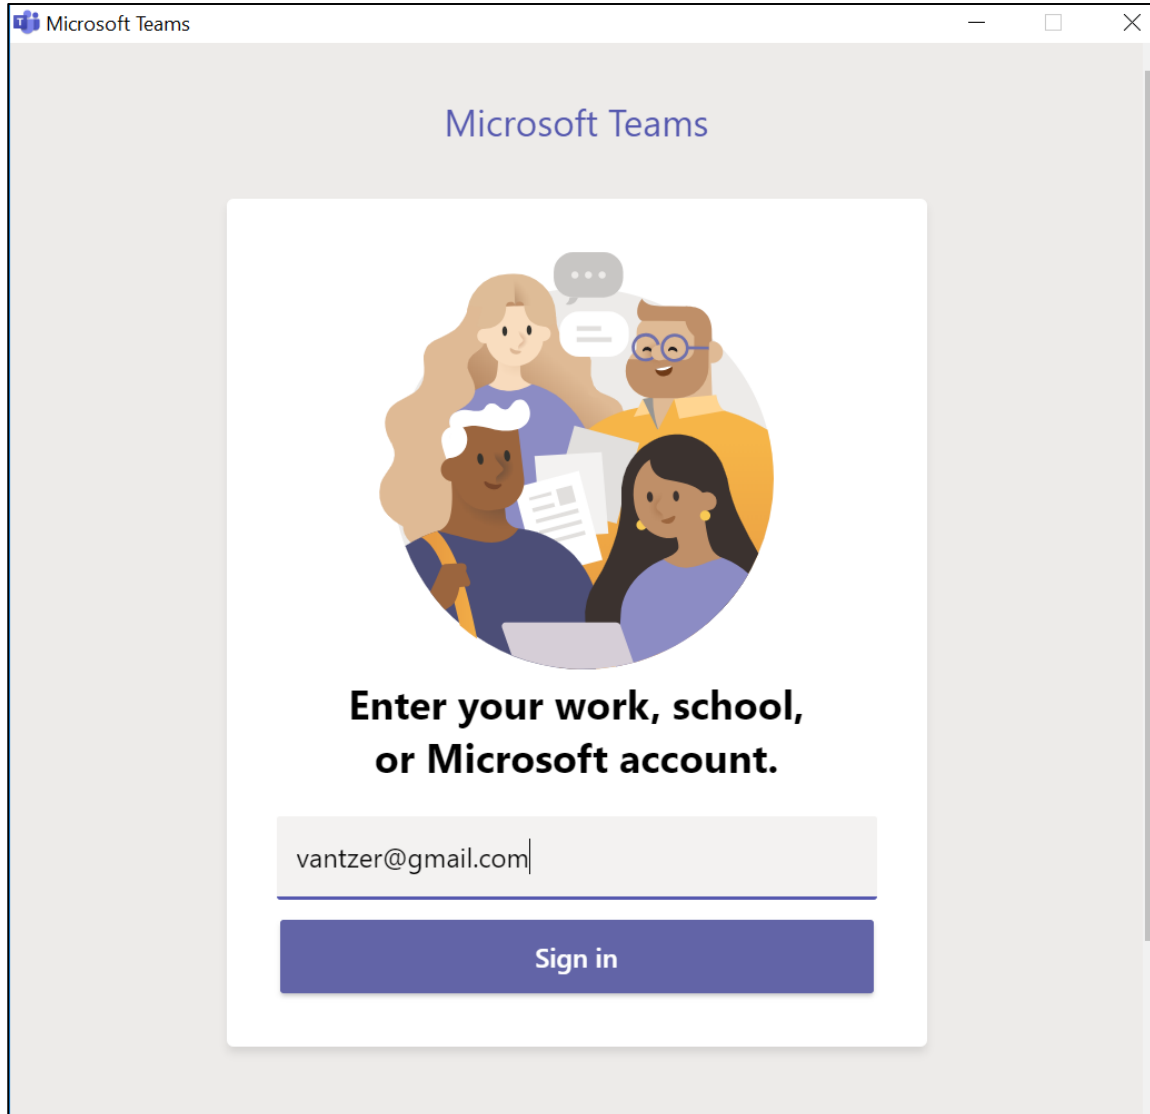 Microsoft Teams
Microsoft Teams
Enter your work, school,
or Microsoft account.
vantzer@gmail.com
Sign in